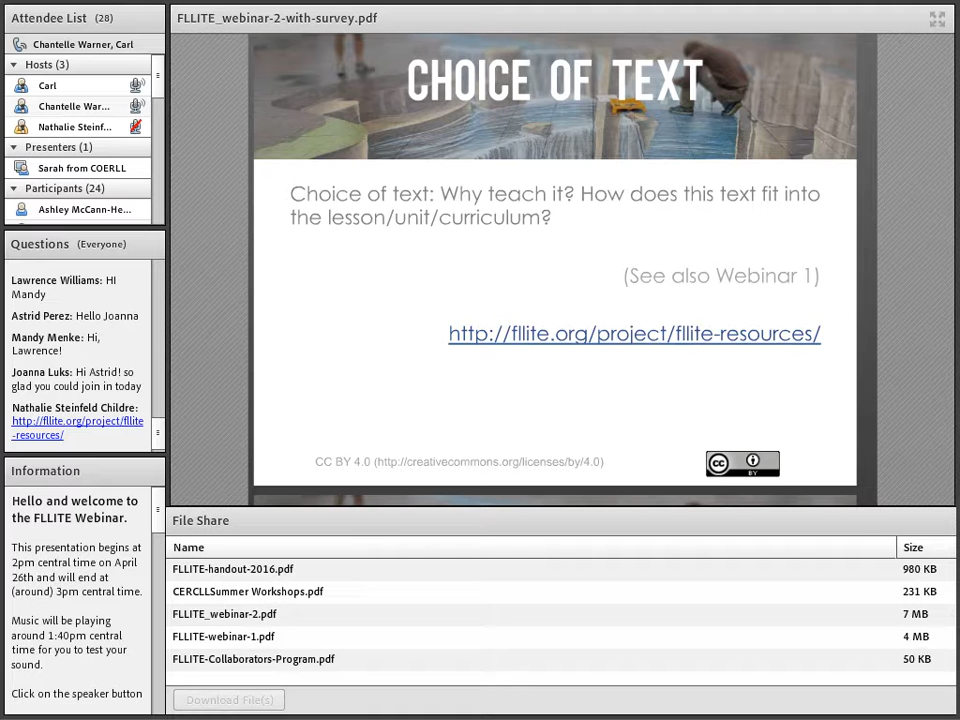 Attendee List (28)
Chantelle Warner, Carl
Hosts (3)
Carl
Chantelle War...
Nathalie Steinf...
Presenters (1)
Sarah from COERLL
Participants (24)
Ashley McCann-He...
Questions (Everyone)
Lawrence Williams: HI
Mandy
Astrid Perez: Hello Joanna
Mandy Menke: Hi,
Lawrence!
Joanna Luks: Hi Astrid! so
glad you could join in today
Nathalie Steinfeld Childre:
http://fllite.org/project/fllite
-resources/
Information
Hello and welcome to
the FLLITE Webinar.
This presentation begins at
2pm central time on April
26th and will end at
(around) 3pm central time.
Music will be playing
around 1:40pm central
time for you to test your
sound.
Click on the speaker button
FLLITE_webinar-2-with-survey.pdf
CHOICE OF TEXT
Choice of text: Why teach it? How does this text fit into
the lesson/unit/curriculum?
(See also Webinar 1)
http://fllite.org/project/fllite-resources/
CC BY 4.0 (http://creativecommons.org/licenses/by/4.0)
cc
BY
File Share
Name Size
FLLITE-handout-2016.pdf 980 KB
CERCLLSummer Workshops.pdf 231 KB
FLLITE_webinar-2.pdf 7 MB
FLLITE-webinar-1.pdf 4 MB
FLLITE-Collaborators-Program.pdf 50 KB
Download File(s)